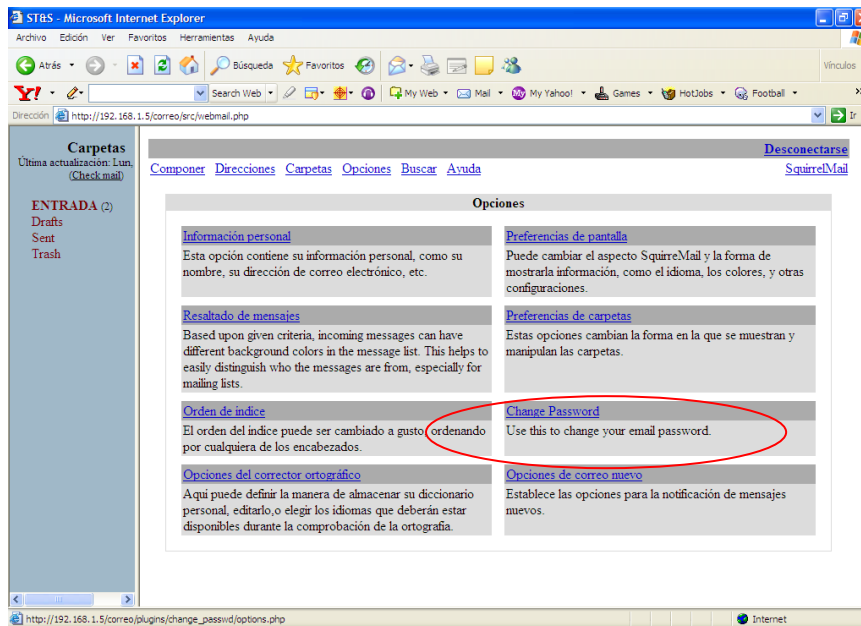 ST&S - Microsoft Internet Explorer
Archivo Edición Ver Favoritos Herramientas Ayuda
Atrás Búsqueda Favoritos Vínculos
Y! Search Web My Web Mail My Yahoo! Games HotJobs Football »
Dirección http://192.168.1.5/correo/src/webmail.php Ir
Carpetas
Última actualización: Lun,
(Check mail)
ENTRADA (2)
Drafts
Sent
Trash
Desconectarse
Componer Direcciones Carpetas Opciones Buscar Ayuda SquirrelMail
Opciones
Información personal
Esta opción contiene su información personal, como su
nombre, su dirección de correo electrónico, etc.
Preferencias de pantalla
Puede cambiar el aspecto SquirreMail y la forma de
mostrarla información, como el idioma, los colores, y otras
configuraciones.
Resaltado de mensajes
Based upon given criteria, incoming messages can have
different background colors in the message list. This helps to
easily distinguish who the messages are from, especially for
mailing lists.
Preferencias de carpetas
Estas opciones cambian la forma en la que se muestran y
manipulan las carpetas.
Orden de indice
El orden del indice puede ser cambiado a gusto, ordenando
por cualquiera de los encabezados.
Change Password
Use this to change your email password.
Opciones del corrector ortográfico
Aqui puede definir la manera de almacenar su diccionario
personal, editarlo,o elegir los idiomas que deberán estar
disponibles durante la comprobación de la ortografía.
Opciones de correo nuevo
Establece las opciones para la notificación de mensajes
nuevos.
http://192.168.1.5/correo/plugins/change_passwd/options.php Internet